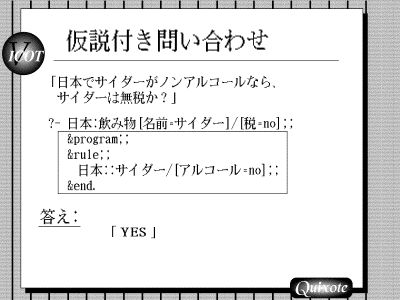 ICOT
仮説付き問い合わせ
「日本でサイダーがノンアルコールなら、
サイダーは無税か？」
?- 日本:飲み物[名前=サイダー]/[税=no];;
&program;;
&rule;;
日本::サイダー/[アルコール=no];;
&end.
答え：
「 YES 」
Quixote